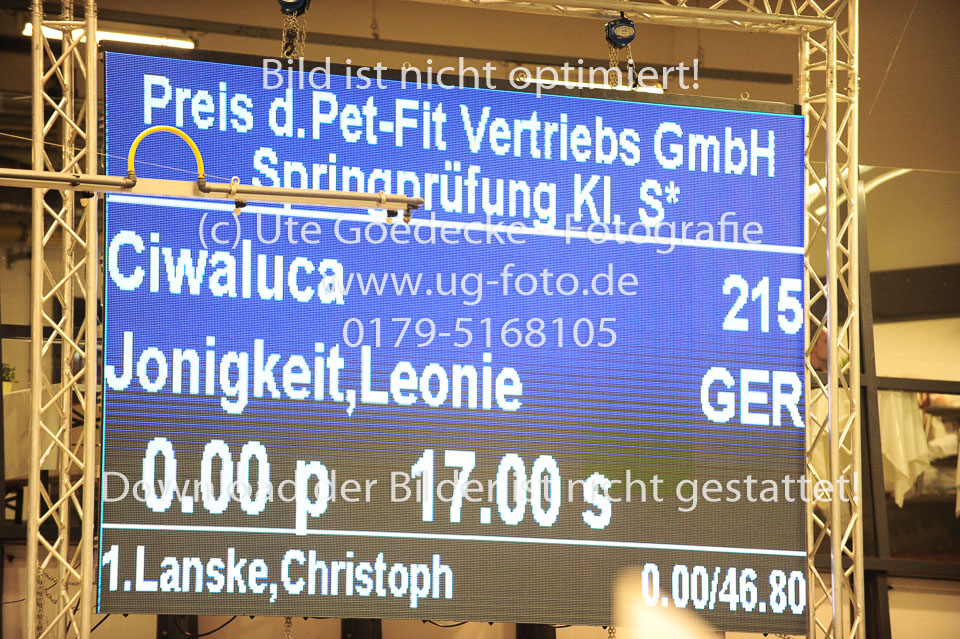 Bild ist nicht optimiert!
Preis d.Pet-Fit Vertriebs GmbH
Springprüfung Kl. S*
(c) Ute Goedecke - Fotografie
Ciwaluca 215
www.ug-foto.de
0179-5168105
Jonigkeit,Leonie GER
0.00 p 17.00 s
Download der Bilder ist nicht gestattet!
1.Lanske,Christoph 0.00/46.80